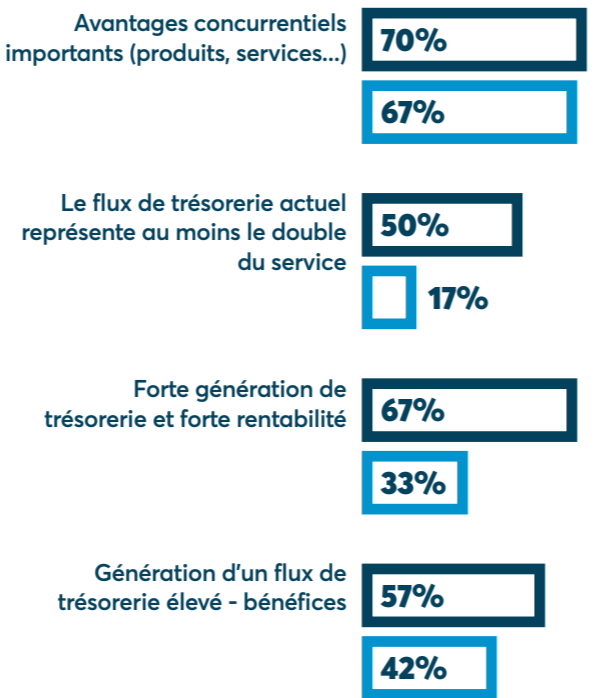 Avantages concurrentiels
importants (produits, services...)
70%
67%
Le flux de trésorerie actuel
représente au moins le double
du service
50%
17%
Forte génération de
trésorerie et forte rentabilité
67%
33%
Génération d'un flux de
trésorerie élevé - bénéfices
57%
42%